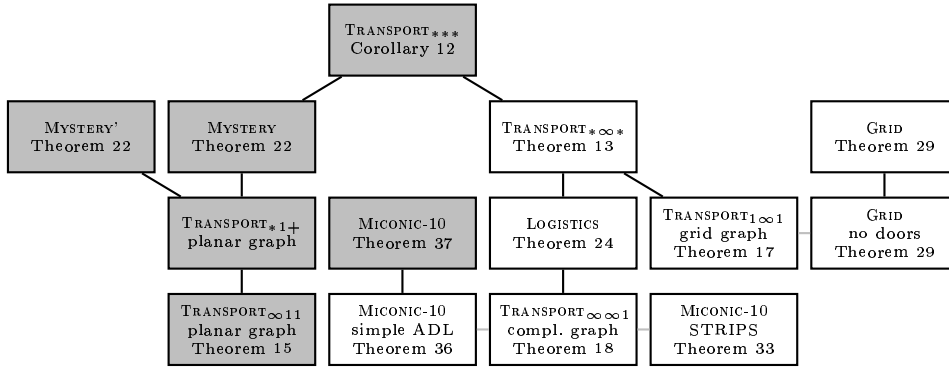 TRANSPORT***
Corollary 12
MYSTERY'
Theorem 22
MYSTERY
Theorem 22
TRANSPORT*∞*
Theorem 13
GRID
Theorem 29
TRANSPORT*1+
planar graph
MICONIC-10
Theorem 37
LOGISTICS
Theorem 24
TRANSPORT1∞1
grid graph
Theorem 17
GRID
no doors
Theorem 29
TRANSPORT∞11
planar graph
Theorem 15
MICONIC-10
simple ADL
Theorem 36
TRANSPORT∞∞1
compl. graph
Theorem 18
MICONIC-10
STRIPS
Theorem 33